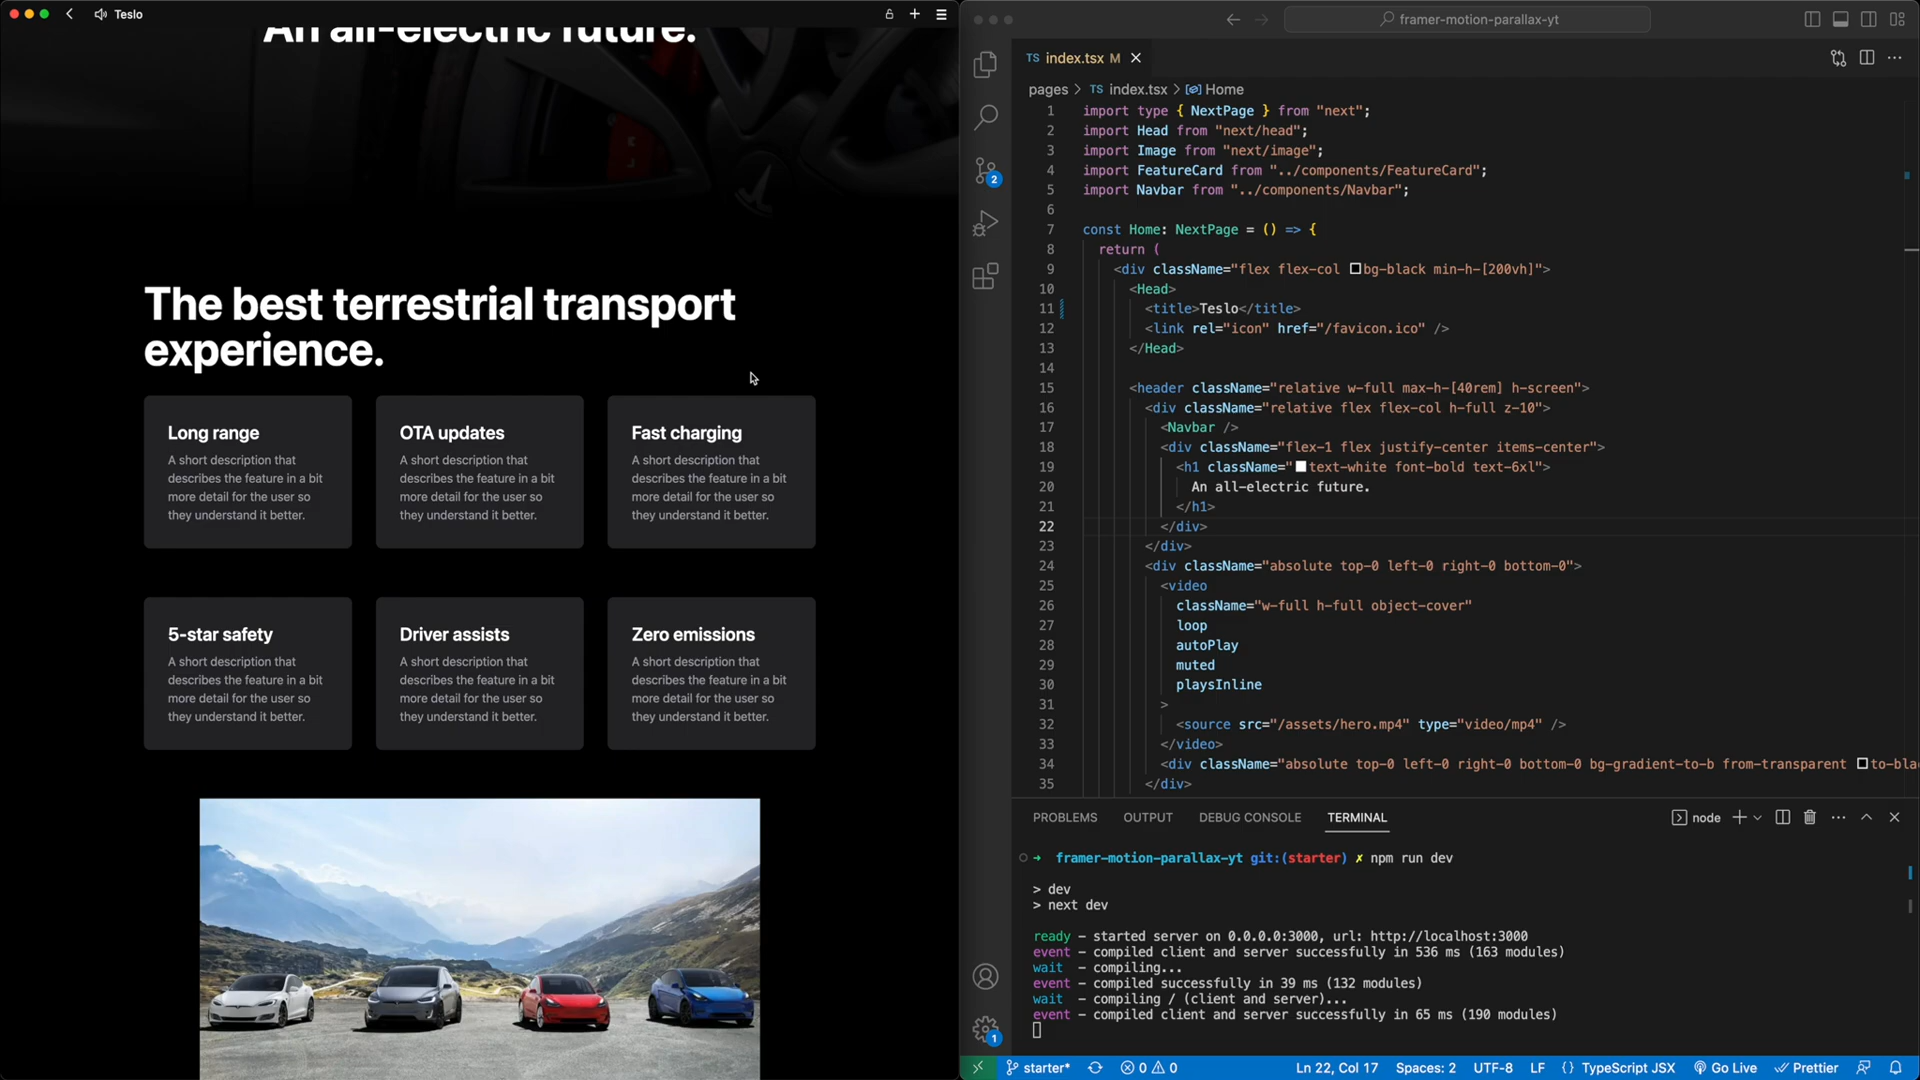 Teslo
An all-electric future.
The best terrestrial transport
experience.
Long range
A short description that
describes the feature in a bit
more detail for the user so
they understand it better.
OTA updates
A short description that
describes the feature in a bit
more detail for the user so
they understand it better.
Fast charging
A short description that
describes the feature in a bit
more detail for the user so
they understand it better.
5-star safety
A short description that
describes the feature in a bit
more detail for the user so
they understand it better.
Driver assists
A short description that
describes the feature in a bit
more detail for the user so
they understand it better.
Zero emissions
A short description that
describes the feature in a bit
more detail for the user so
they understand it better.
framer-motion-parallax-yt
TS index.tsx M
pages > TS index.tsx > Home
1 import type { NextPage } from "next";
2 import Head from "next/head";
3 import Image from "next/image";
4 import FeatureCard from "../components/FeatureCard";
5 import Navbar from "../components/Navbar";
6
7 const Home: NextPage = () => {
8 return (
9 <div className="flex flex-col bg-black min-h-[200vh]">
10 <Head>
11 <title>Teslo</title>
12 <link rel="icon" href="/favicon.ico" />
13 </Head>
14
15 <header className="relative w-full max-h-[40rem] h-screen">
16 <div className="relative flex flex-col h-full z-10">
17 <Navbar />
18 <div className="flex-1 flex justify-center items-center">
19 <h1 className="text-white font-bold text-6xl">
20 An all-electric future.
21 </h1>
22 </div>
23 </div>
24 <div className="absolute top-0 left-0 right-0 bottom-0">
25 <video
26 className="w-full h-full object-cover"
27 loop
28 autoPlay
29 muted
30 playsInline
31 >
32 <source src="/assets/hero.mp4" type="video/mp4" />
33 </video>
34 <div className="absolute top-0 left-0 right-0 bottom-0 bg-gradient-to-b from-transparent to-bla
35 </div>
2
1
PROBLEMS OUTPUT DEBUG CONSOLE TERMINAL node
→ framer-motion-parallax-yt git:(starter) ✗ npm run dev
> dev
> next dev
ready - started server on 0.0.0.0:3000, url: http://localhost:3000
event - compiled client and server successfully in 536 ms (163 modules)
wait - compiling...
event - compiled successfully in 39 ms (132 modules)
wait - compiling / (client and server)...
event - compiled client and server successfully in 65 ms (190 modules)
starter* 0 0 Ln 22, Col 17 Spaces: 2 UTF-8 LF {} TypeScript JSX Go Live Prettier